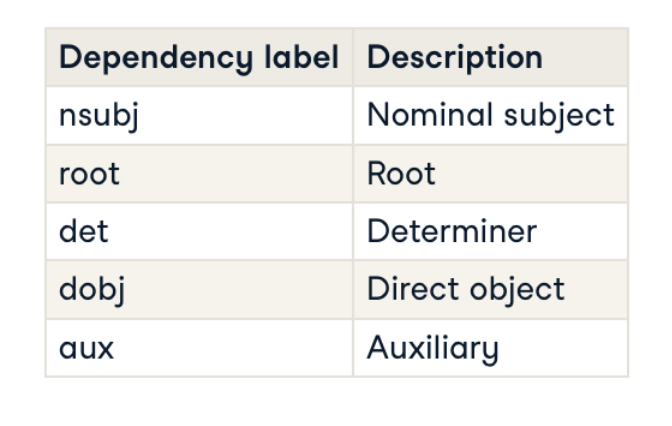 Dependency label Description
nsubj Nominal subject
root Root
det Determiner
dobj Direct object
aux Auxiliary